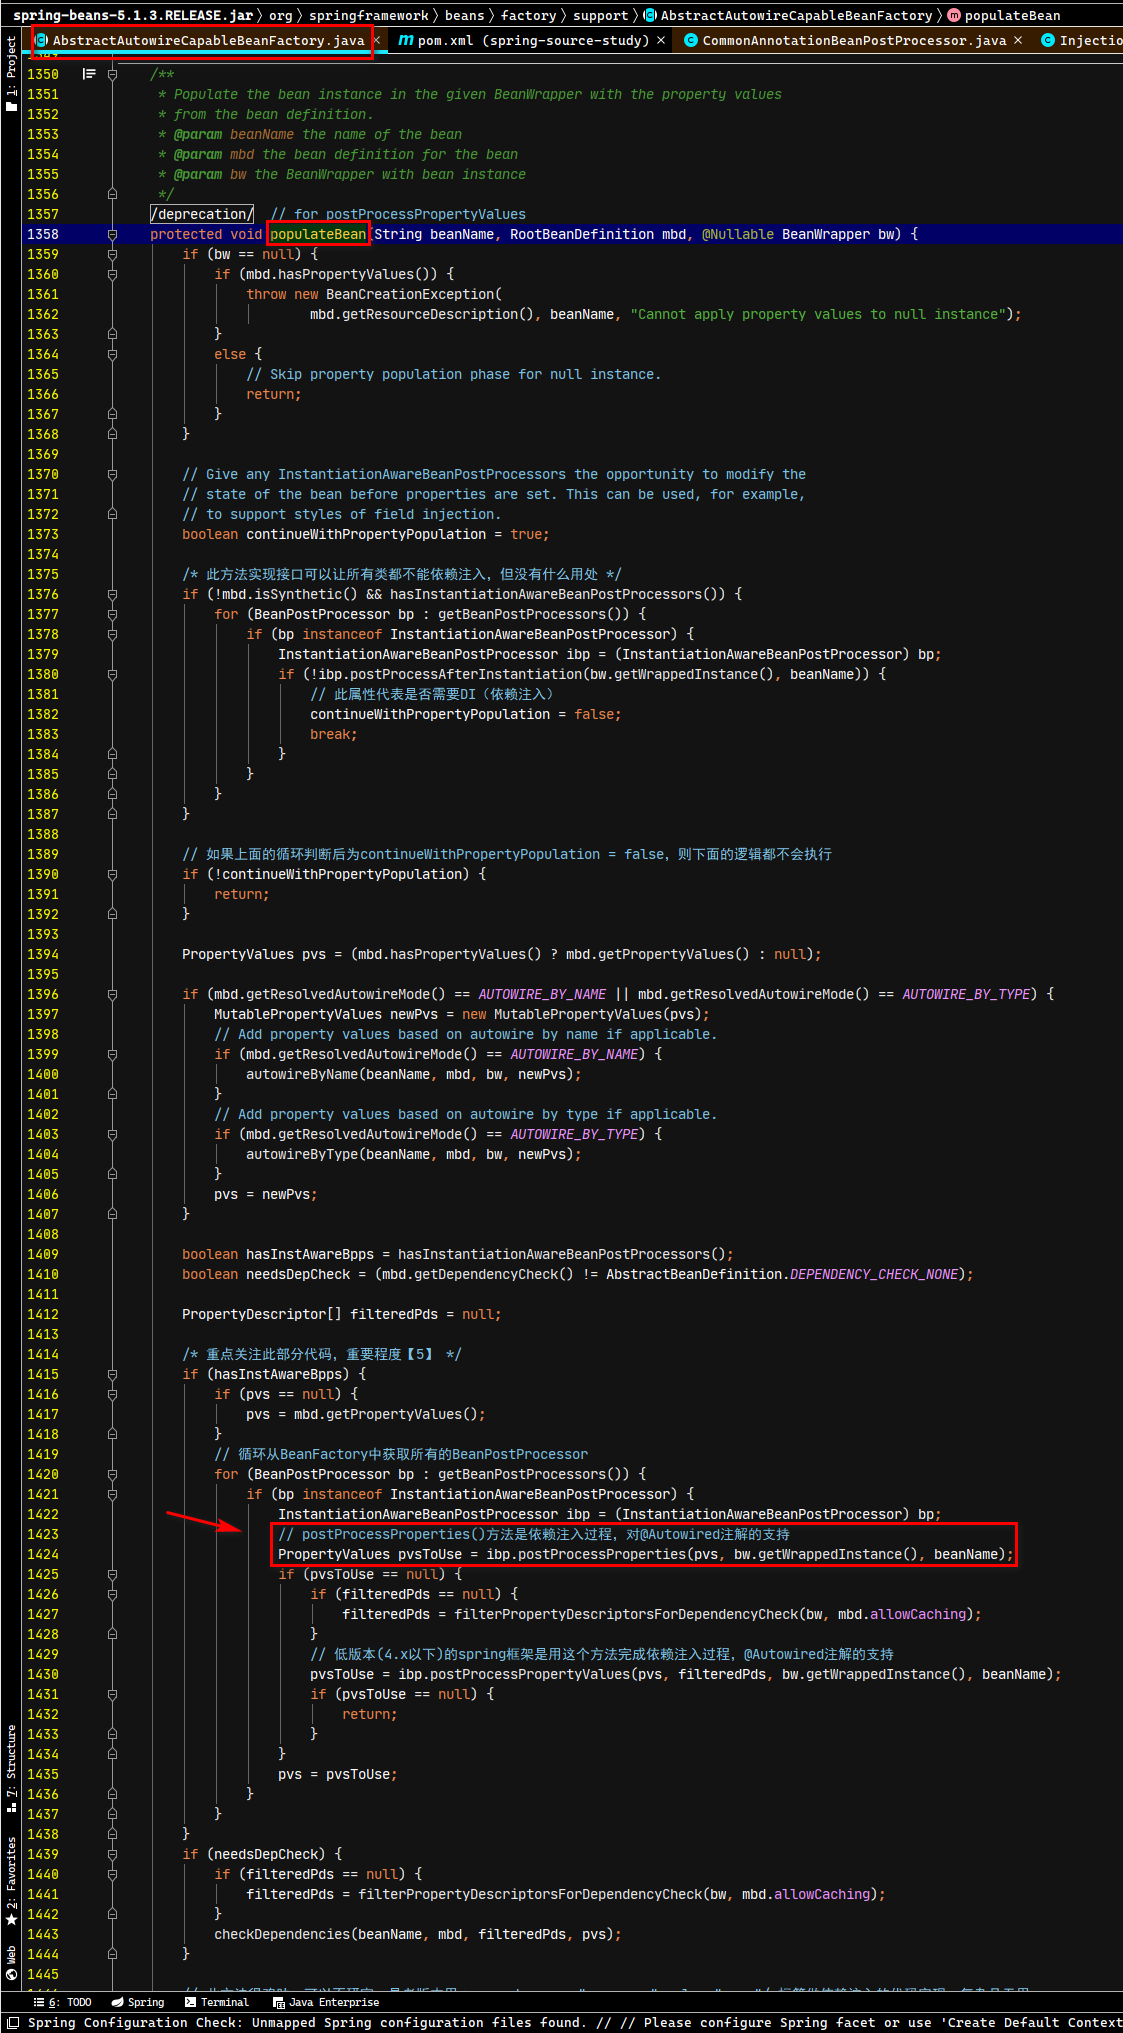 spring-beans-5.1.3.RELEASE.jar 〉 org 〉 springframework 〉 beans 〉 factory 〉 support 〉 AbstractAutowireCapableBeanFactory 〉 populateBean
AbstractAutowireCapableBeanFactory.java × pom.xml (spring-source-study) × CommonAnnotationBeanPostProcessor.java × Injectio
1: Project
1350 /**
1351 * Populate the bean instance in the given BeanWrapper with the property values
1352 * from the bean definition.
1353 * @param beanName the name of the bean
1354 * @param mbd the bean definition for the bean
1355 * @param bw the BeanWrapper with bean instance
1356 */
1357 /deprecation/ // for postProcessPropertyValues
1358 protected void populateBean(String beanName, RootBeanDefinition mbd, @Nullable BeanWrapper bw) {
1359 if (bw == null) {
1360 if (mbd.hasPropertyValues()) {
1361 throw new BeanCreationException(
1362 mbd.getResourceDescription(), beanName, "Cannot apply property values to null instance");
1363 }
1364 else {
1365 // Skip property population phase for null instance.
1366 return;
1367 }
1368 }
1369
1370 // Give any InstantiationAwareBeanPostProcessors the opportunity to modify the
1371 // state of the bean before properties are set. This can be used, for example,
1372 // to support styles of field injection.
1373 boolean continueWithPropertyPopulation = true;
1374
1375 /* 此方法实现接口可以让所有类都不能依赖注入，但没有什么用处 */
1376 if (!mbd.isSynthetic() && hasInstantiationAwareBeanPostProcessors()) {
1377 for (BeanPostProcessor bp : getBeanPostProcessors()) {
1378 if (bp instanceof InstantiationAwareBeanPostProcessor) {
1379 InstantiationAwareBeanPostProcessor ibp = (InstantiationAwareBeanPostProcessor) bp;
1380 if (!ibp.postProcessAfterInstantiation(bw.getWrappedInstance(), beanName)) {
1381 // 此属性代表是否需要DI（依赖注入）
1382 continueWithPropertyPopulation = false;
1383 break;
1384 }
1385 }
1386 }
1387 }
1388
1389 // 如果上面的循环判断后为continueWithPropertyPopulation = false，则下面的逻辑都不会执行
1390 if (!continueWithPropertyPopulation) {
1391 return;
1392 }
1393
1394 PropertyValues pvs = (mbd.hasPropertyValues() ? mbd.getPropertyValues() : null);
1395
1396 if (mbd.getResolvedAutowireMode() == AUTOWIRE_BY_NAME || mbd.getResolvedAutowireMode() == AUTOWIRE_BY_TYPE) {
1397 MutablePropertyValues newPvs = new MutablePropertyValues(pvs);
1398 // Add property values based on autowire by name if applicable.
1399 if (mbd.getResolvedAutowireMode() == AUTOWIRE_BY_NAME) {
1400 autowireByName(beanName, mbd, bw, newPvs);
1401 }
1402 // Add property values based on autowire by type if applicable.
1403 if (mbd.getResolvedAutowireMode() == AUTOWIRE_BY_TYPE) {
1404 autowireByType(beanName, mbd, bw, newPvs);
1405 }
1406 pvs = newPvs;
1407 }
1408
1409 boolean hasInstAwareBpps = hasInstantiationAwareBeanPostProcessors();
1410 boolean needsDepCheck = (mbd.getDependencyCheck() != AbstractBeanDefinition.DEPENDENCY_CHECK_NONE);
1411
1412 PropertyDescriptor[] filteredPds = null;
1413
1414 /* 重点关注此部分代码，重要程度【5】 */
1415 if (hasInstAwareBpps) {
1416 if (pvs == null) {
1417 pvs = mbd.getPropertyValues();
1418 }
1419 // 循环从BeanFactory中获取所有的BeanPostProcessor
1420 for (BeanPostProcessor bp : getBeanPostProcessors()) {
1421 if (bp instanceof InstantiationAwareBeanPostProcessor) {
1422 InstantiationAwareBeanPostProcessor ibp = (InstantiationAwareBeanPostProcessor) bp;
1423 // postProcessProperties()方法是依赖注入过程，对@Autowired注解的支持
1424 PropertyValues pvsToUse = ibp.postProcessProperties(pvs, bw.getWrappedInstance(), beanName);
1425 if (pvsToUse == null) {
1426 if (filteredPds == null) {
1427 filteredPds = filterPropertyDescriptorsForDependencyCheck(bw, mbd.allowCaching);
1428 }
1429 // 低版本(4.x以下)的spring框架是用这个方法完成依赖注入过程，@Autowired注解的支持
1430 pvsToUse = ibp.postProcessPropertyValues(pvs, filteredPds, bw.getWrappedInstance(), beanName);
1431 if (pvsToUse == null) {
1432 return;
1433 }
1434 }
1435 pvs = pvsToUse;
1436 }
1437 }
1438 }
1439 if (needsDepCheck) {
1440 if (filteredPds == null) {
1441 filteredPds = filterPropertyDescriptorsForDependencyCheck(bw, mbd.allowCaching);
1442 }
1443 checkDependencies(beanName, mbd, filteredPds, pvs);
1444 }
1445
7: Structure
2: Favorites
Web
6: TODO Spring Terminal Java Enterprise
Spring Configuration Check: Unmapped Spring configuration files found. // // Please configure Spring facet or use 'Create Default Context